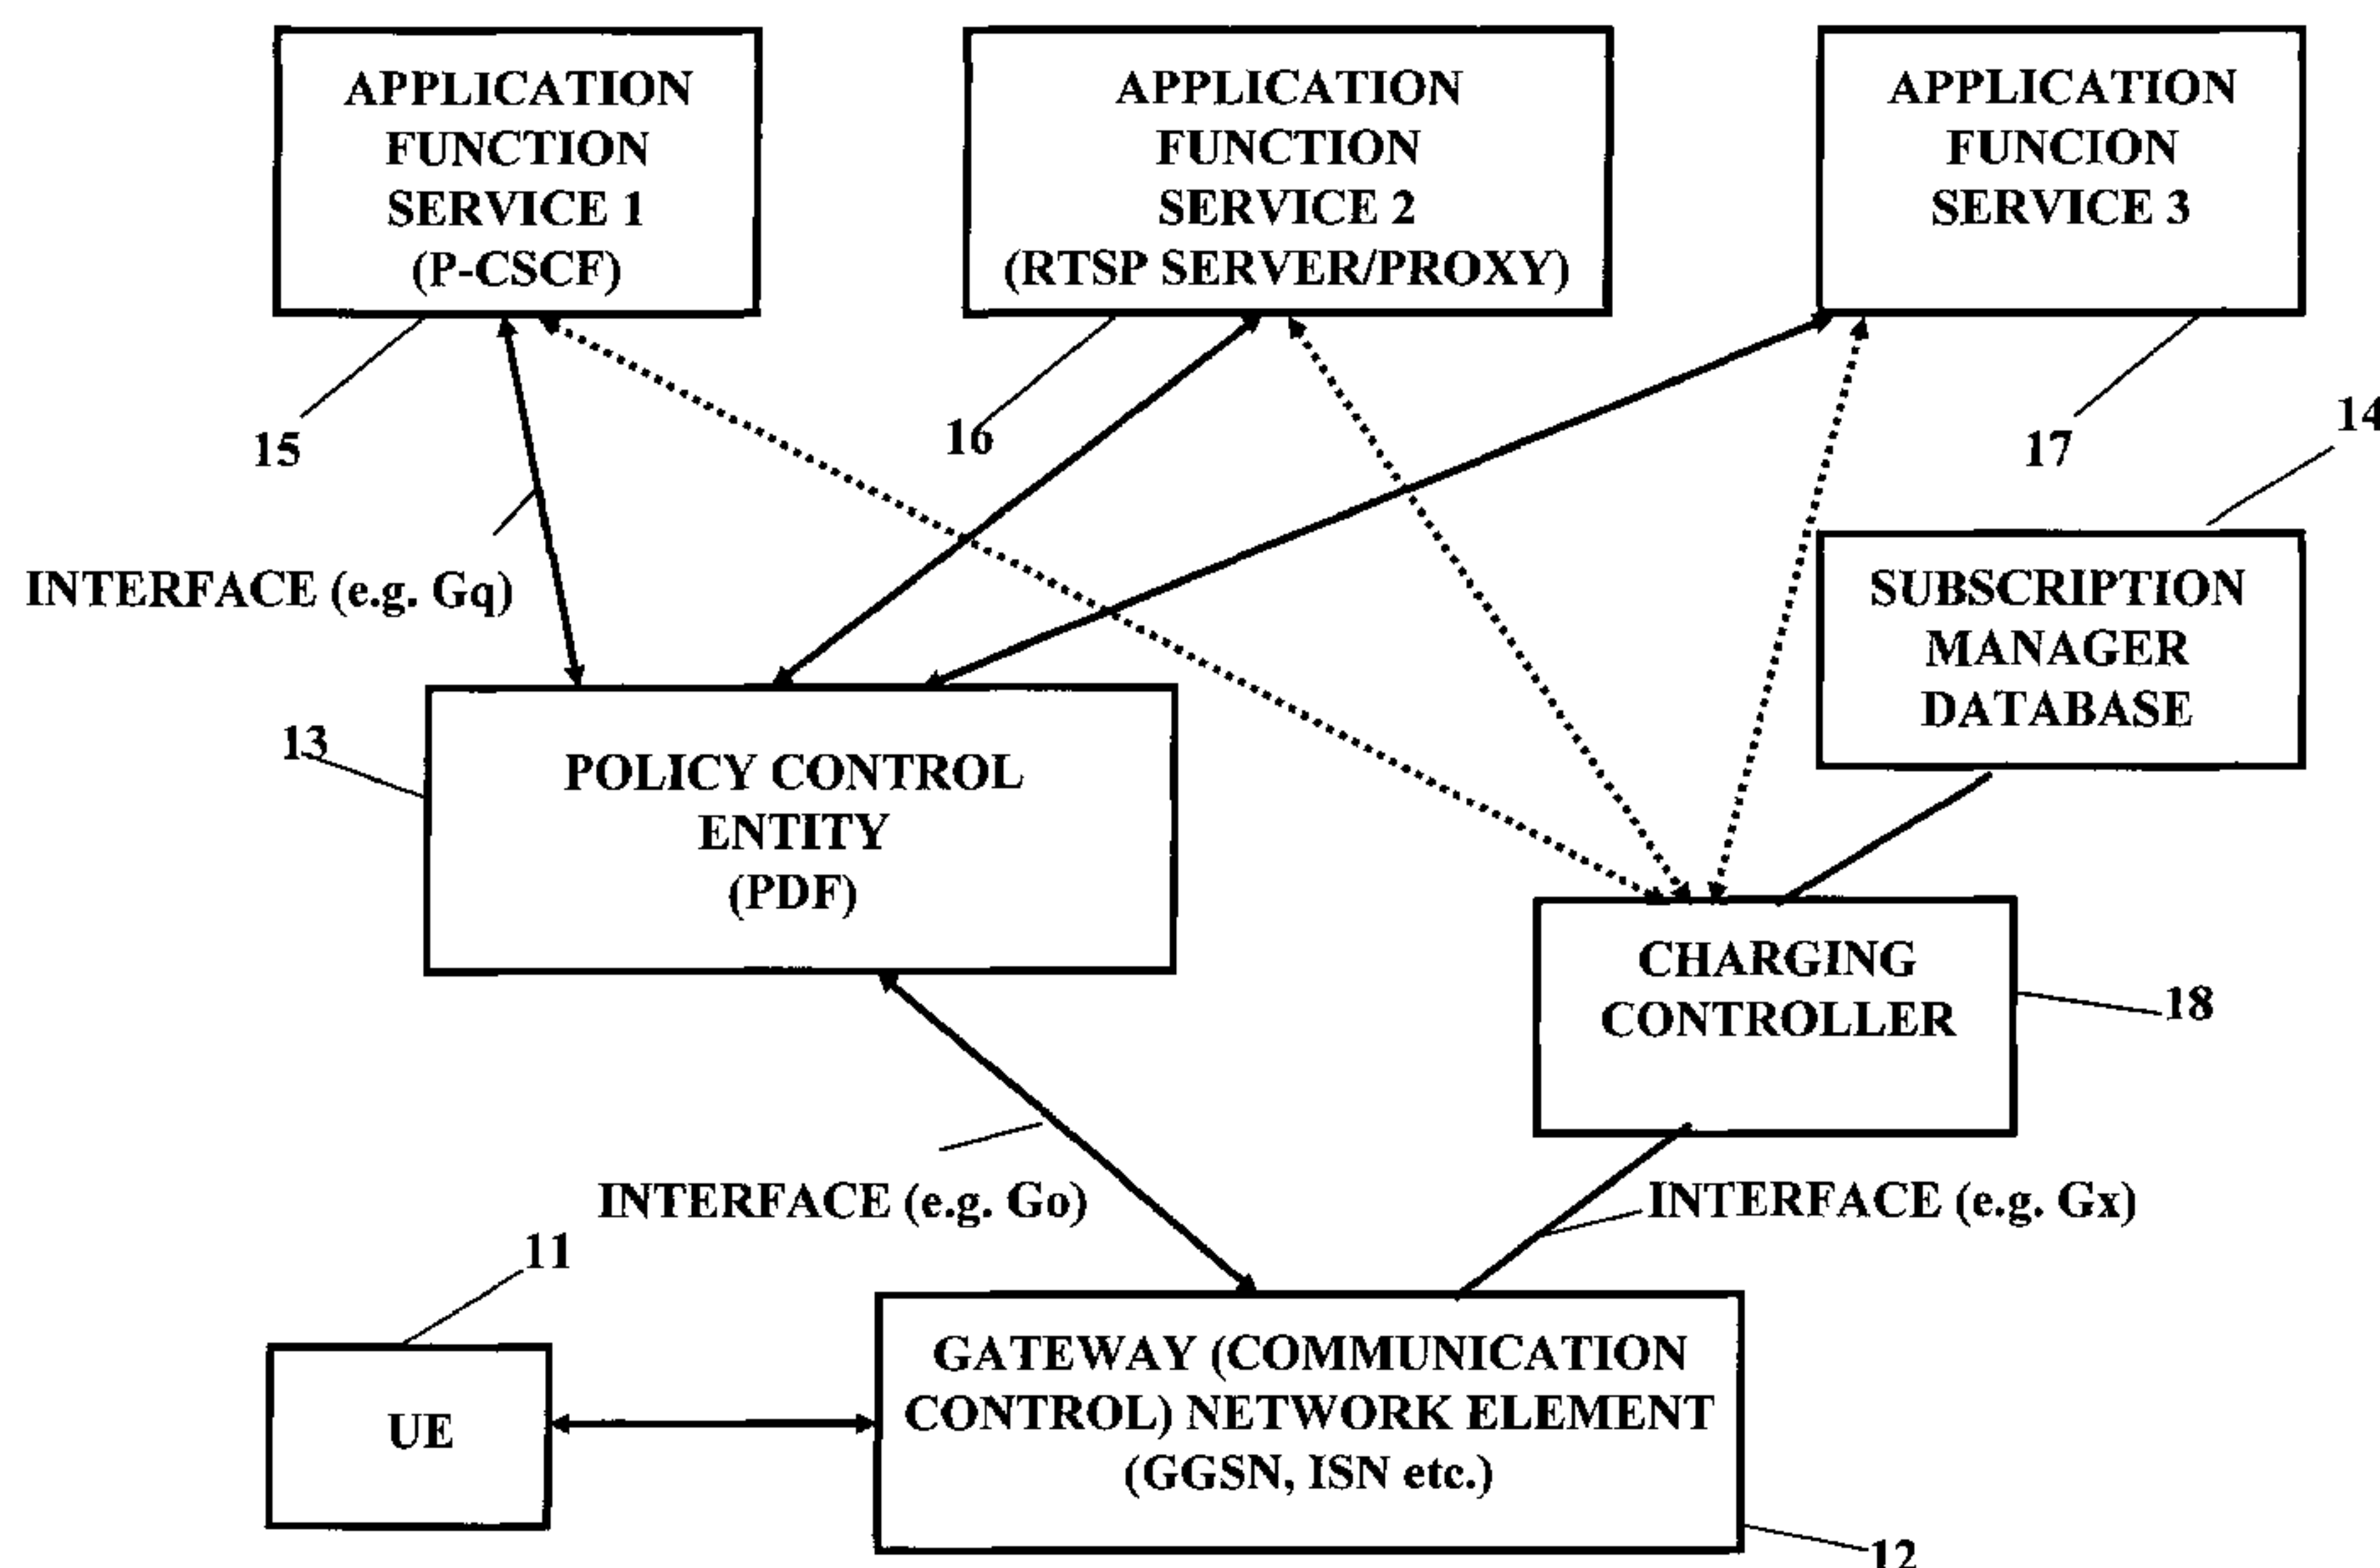 APPLICATION
FUNCTION
SERVICE 1
(P-CSCF)
APPLICATION
FUNCTION
SERVICE 2
(RTSP SERVER/PROXY)
APPLICATION
FUNCION
SERVICE 3
15
16
17
14
INTERFACE (e.g. Gq)
SUBSCRIPTION
MANAGER
DATABASE
13
POLICY CONTROL
ENTITY
(PDF)
CHARGING
CONTROLLER
18
INTERFACE (e.g. Go)
INTERFACE (e.g. Gx)
11
UE
GATEWAY (COMMUNICATION
CONTROL) NETWORK ELEMENT
(GGSN, ISN etc.)
12